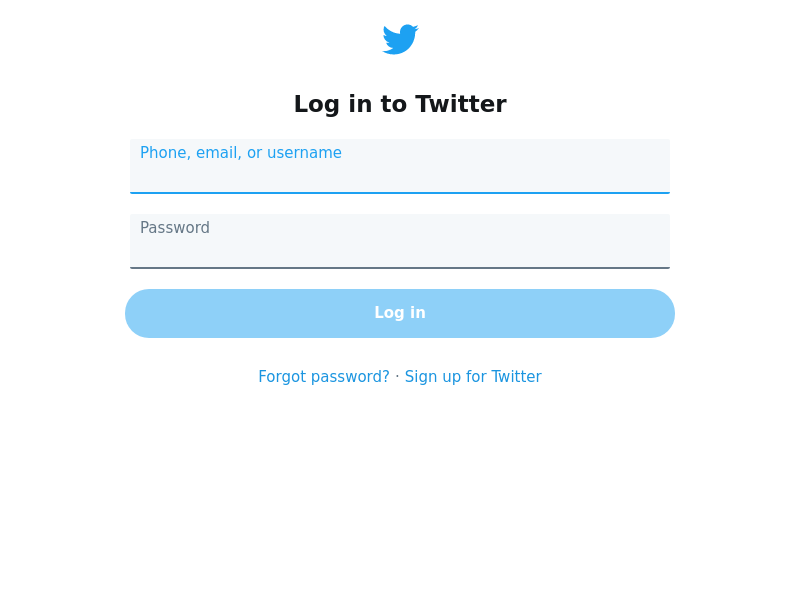 Log in to Twitter
Phone, email, or username
Password
Log in
Forgot password? · Sign up for Twitter